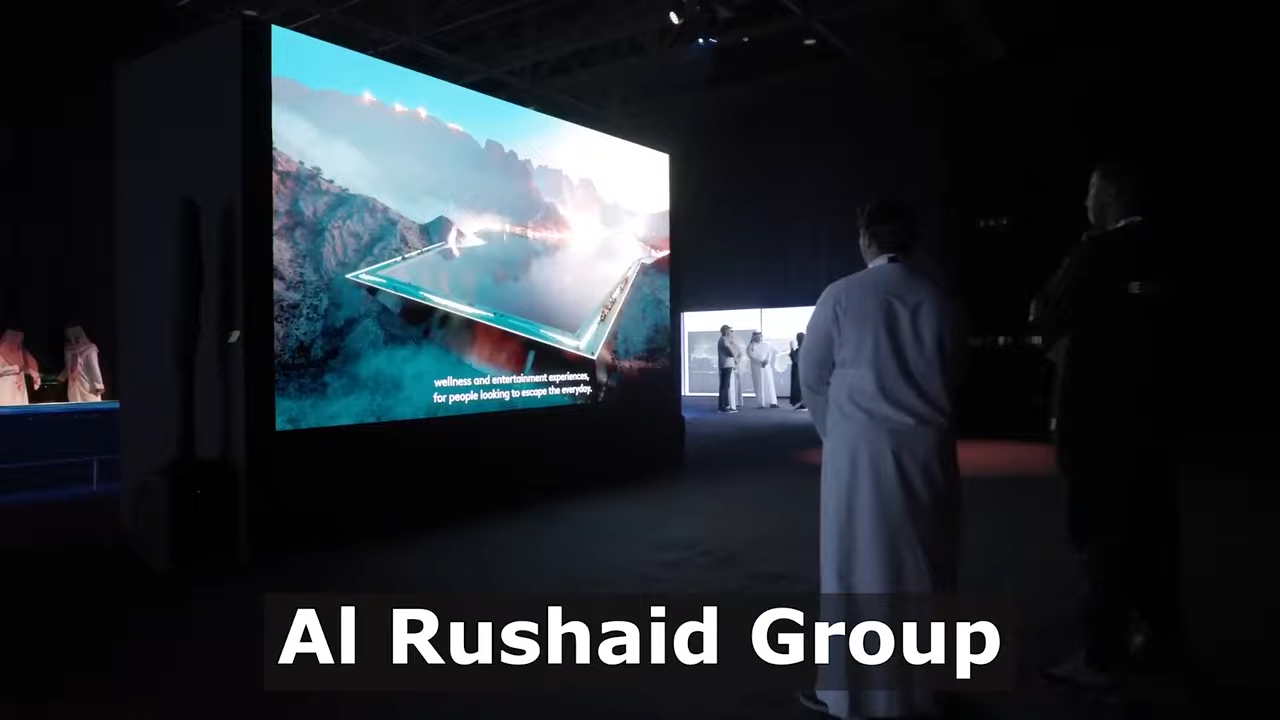 wellness and entertainment experiences,
for people looking to escape the everyday.
Al Rushaid Group